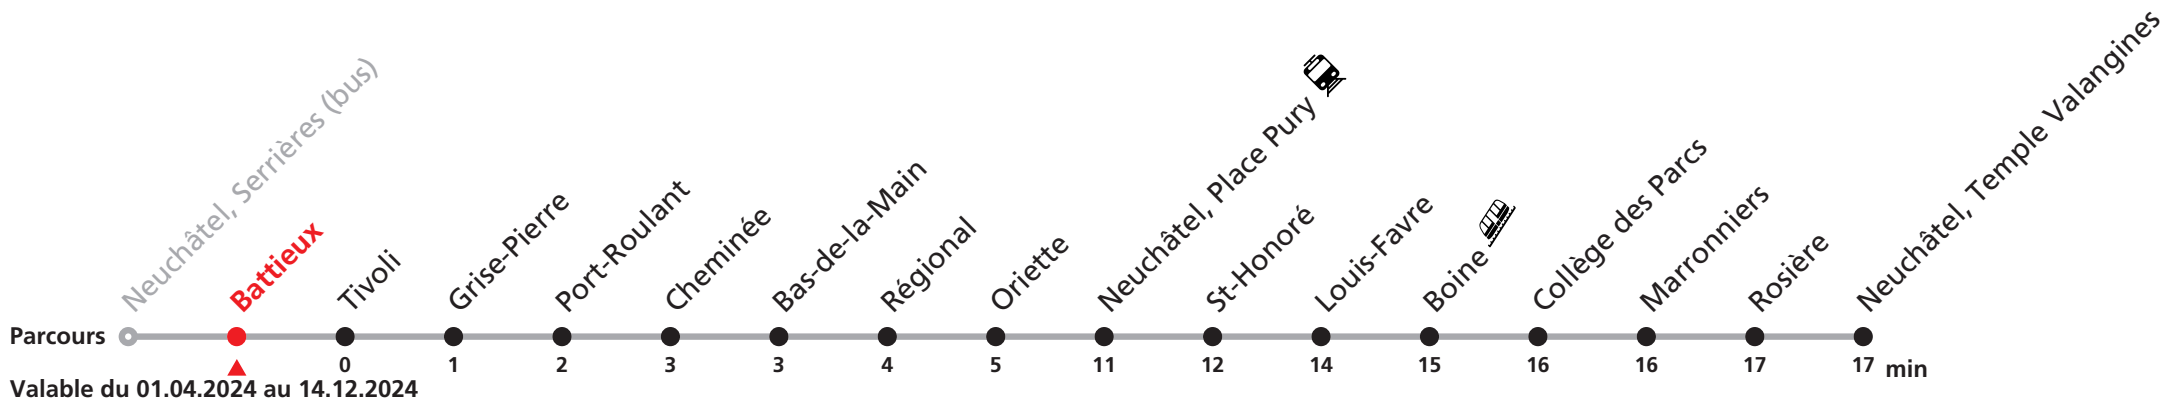 Neuchâtel, Serrières (bus)
Battieux
Tivoli
Grise-Pierre
Port-Roulant
Cheminée
Bas-de-la-Main
Régional
Oriette
Neuchâtel, Place Pury
St-Honoré
Louis-Favre
Boine
Collège des Parcs
Marronniers
Rosière
Neuchâtel, Temple Valangines
Parcours
0 1 2 3 3 4 5 11 12 14 15 16 16 17 17 min
Valable du 01.04.2024 au 14.12.2024